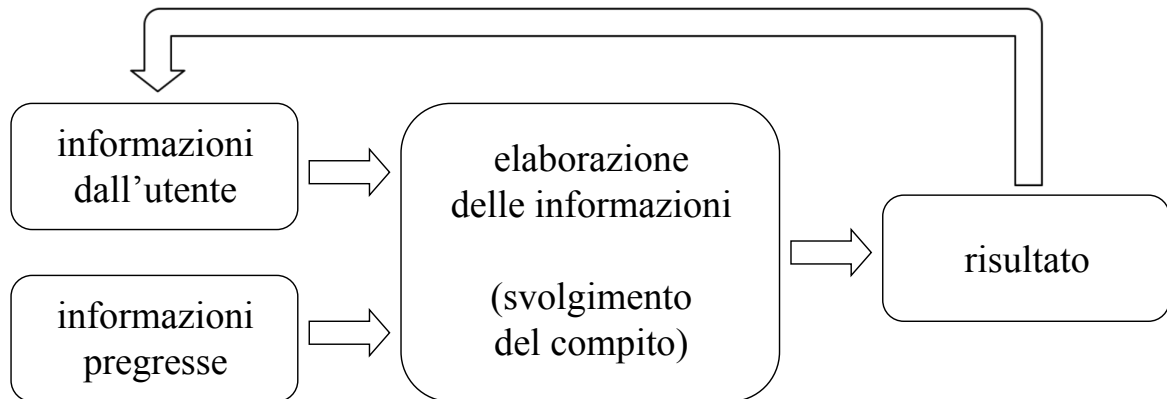 informazioni
dall’utente
informazioni
pregresse
elaborazione
delle informazioni
(svolgimento
del compito)
risultato